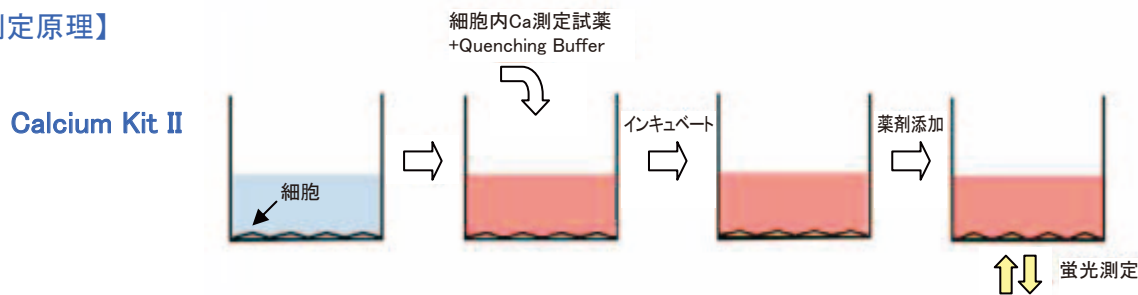 定原理】
細胞内Ca測定試薬
+Quenching Buffer
Calcium Kit II
インキュベート
薬剤添加
細胞
蛍光測定